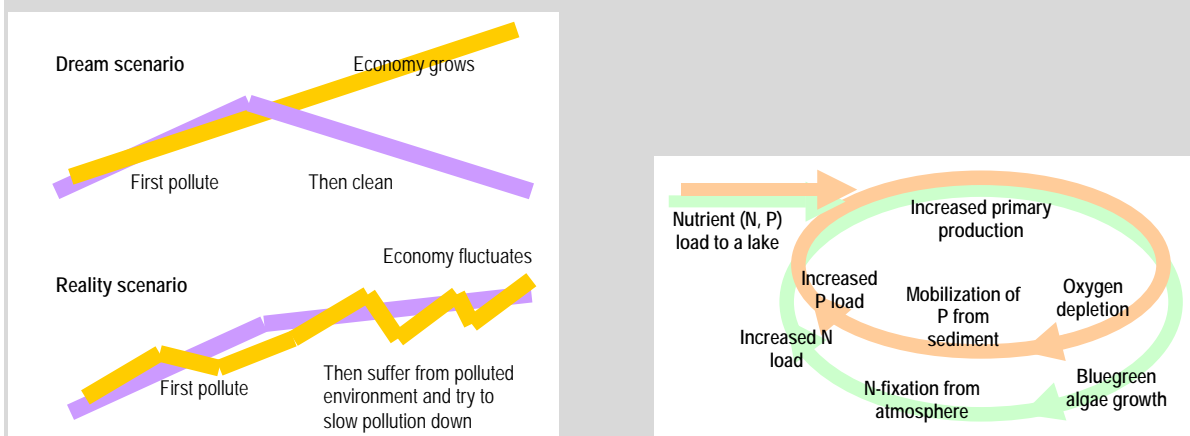 Dream scenario
Economy grows
First pollute
Then clean
Economy fluctuates
Reality scenario
First pollute
Then suffer from polluted
environment and try to
slow pollution down
Nutrient (N, P)
load to a lake
Increased primary
production
Increased
P load
Mobilization of
P from
sediment
Oxygen
depletion
Increased N
load
N-fixation from
atmosphere
Bluegreen
algae growth